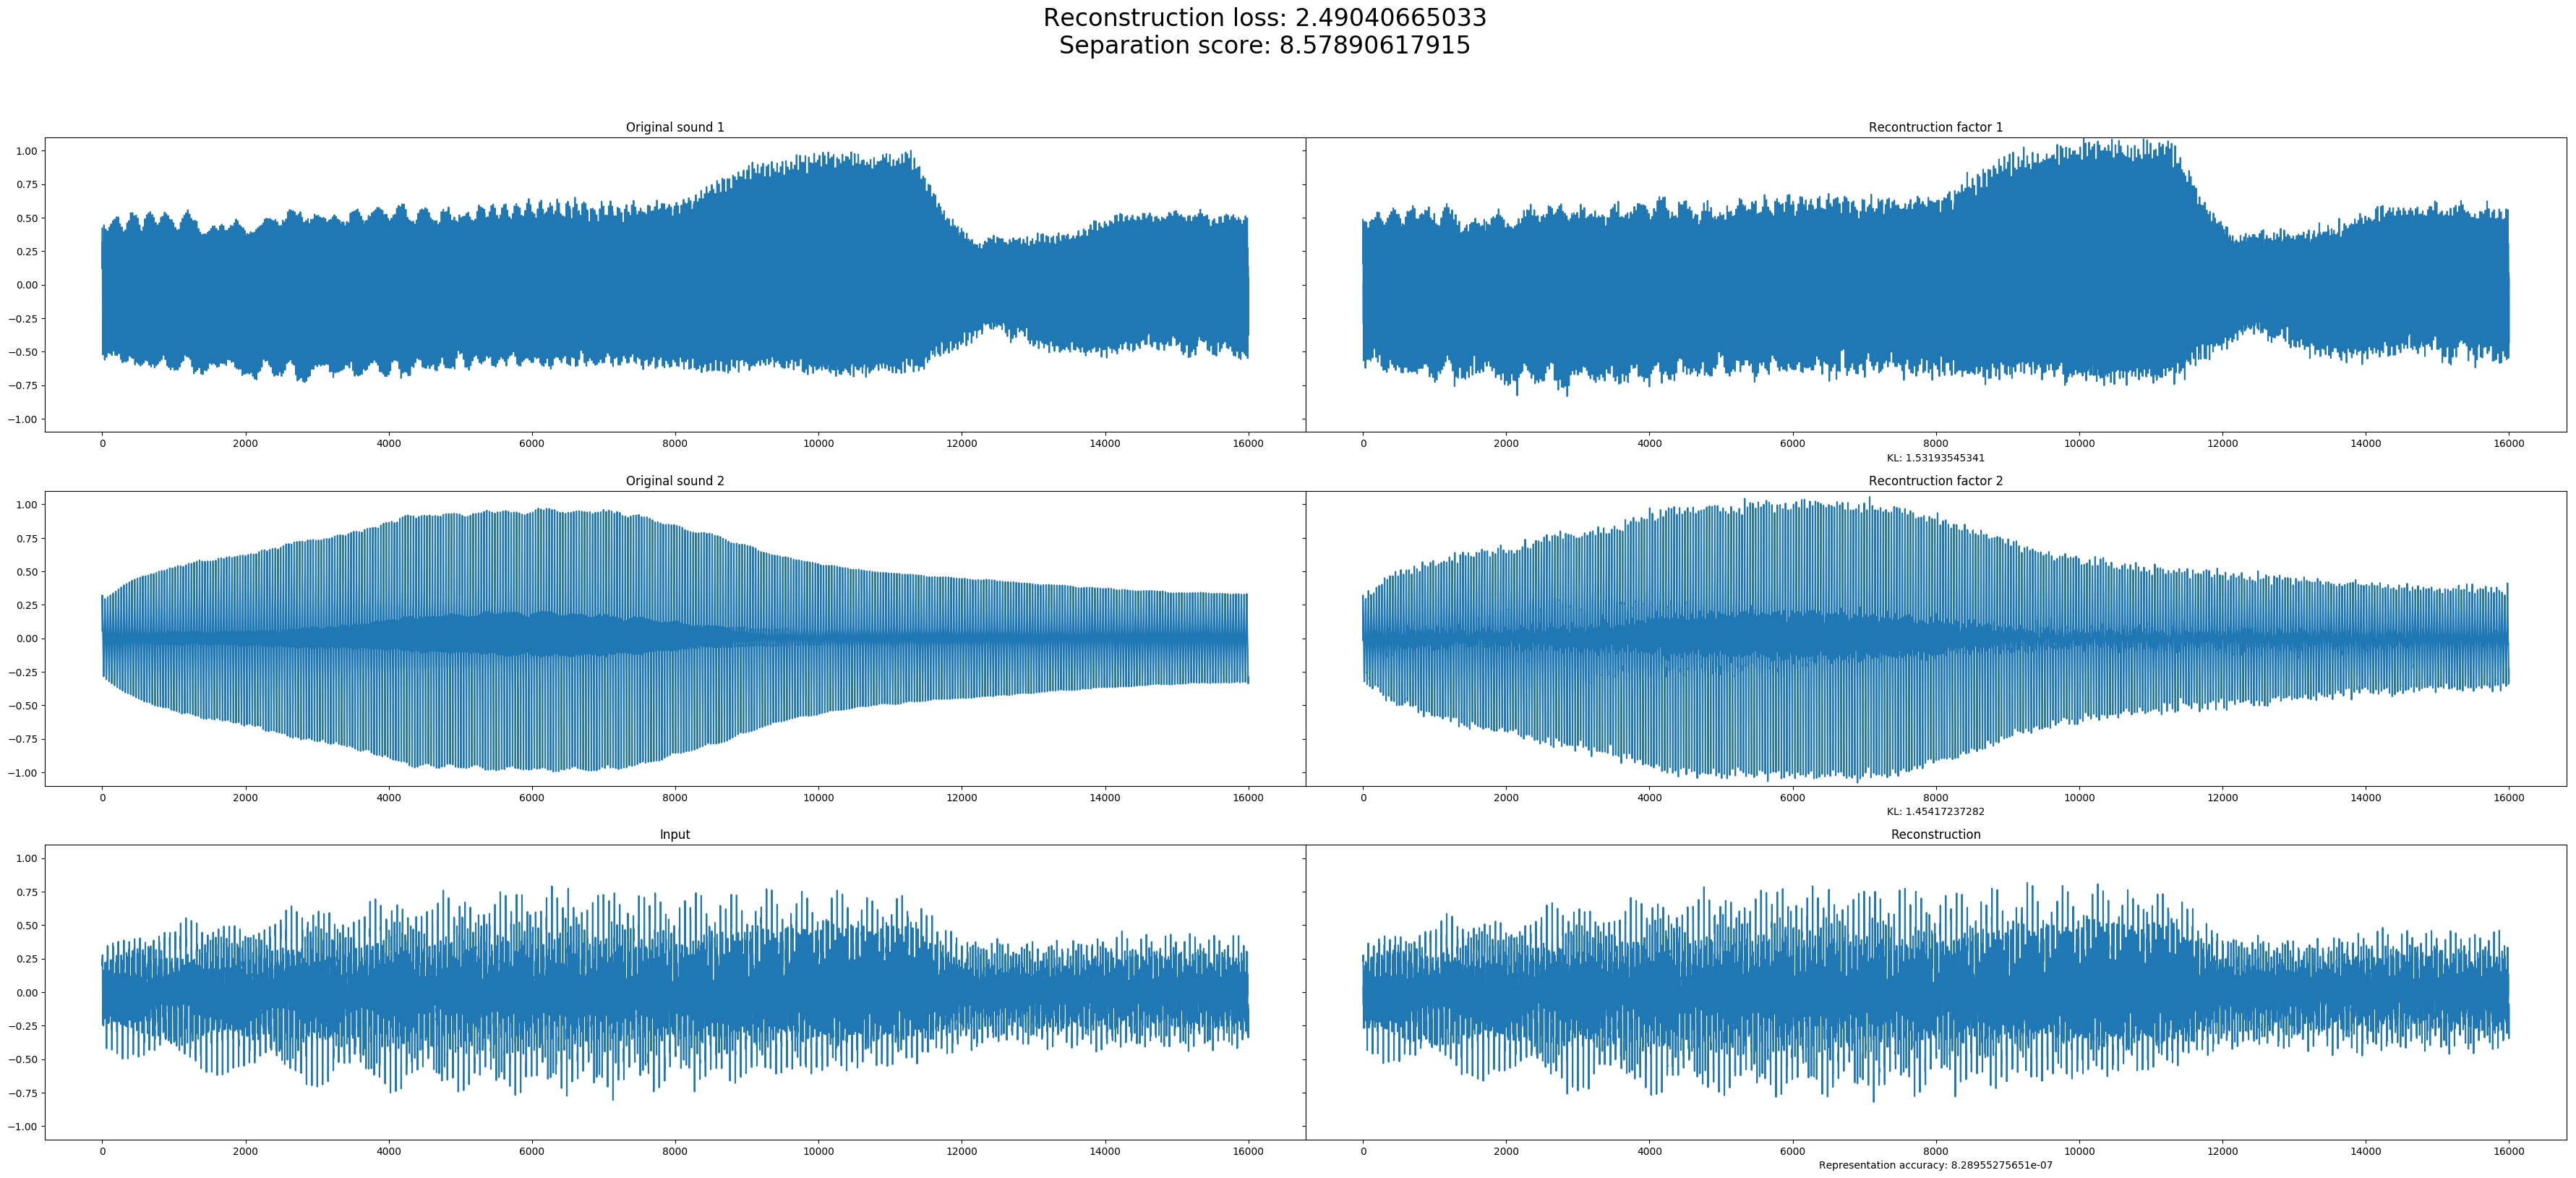 Reconstruction loss: 2.49040665033
Separation score: 8.57890617915
Original sound 1
Recontruction factor 1
1.00
0.75
0.50
0.25
0.00
−0.25
−0.50
−0.75
−1.00
0 2000 4000 6000 8000 10000 12000 14000 16000
0 2000 4000 6000 8000 10000 12000 14000 16000
KL: 1.53193545341
Original sound 2
Recontruction factor 2
1.00
0.75
0.50
0.25
0.00
−0.25
−0.50
−0.75
−1.00
0 2000 4000 6000 8000 10000 12000 14000 16000
0 2000 4000 6000 8000 10000 12000 14000 16000
KL: 1.45417237282
Input
Reconstruction
1.00
0.75
0.50
0.25
0.00
−0.25
−0.50
−0.75
−1.00
0 2000 4000 6000 8000 10000 12000 14000 16000
0 2000 4000 6000 8000 10000 12000 14000 16000
Representation accuracy: 8.28955275651e-07